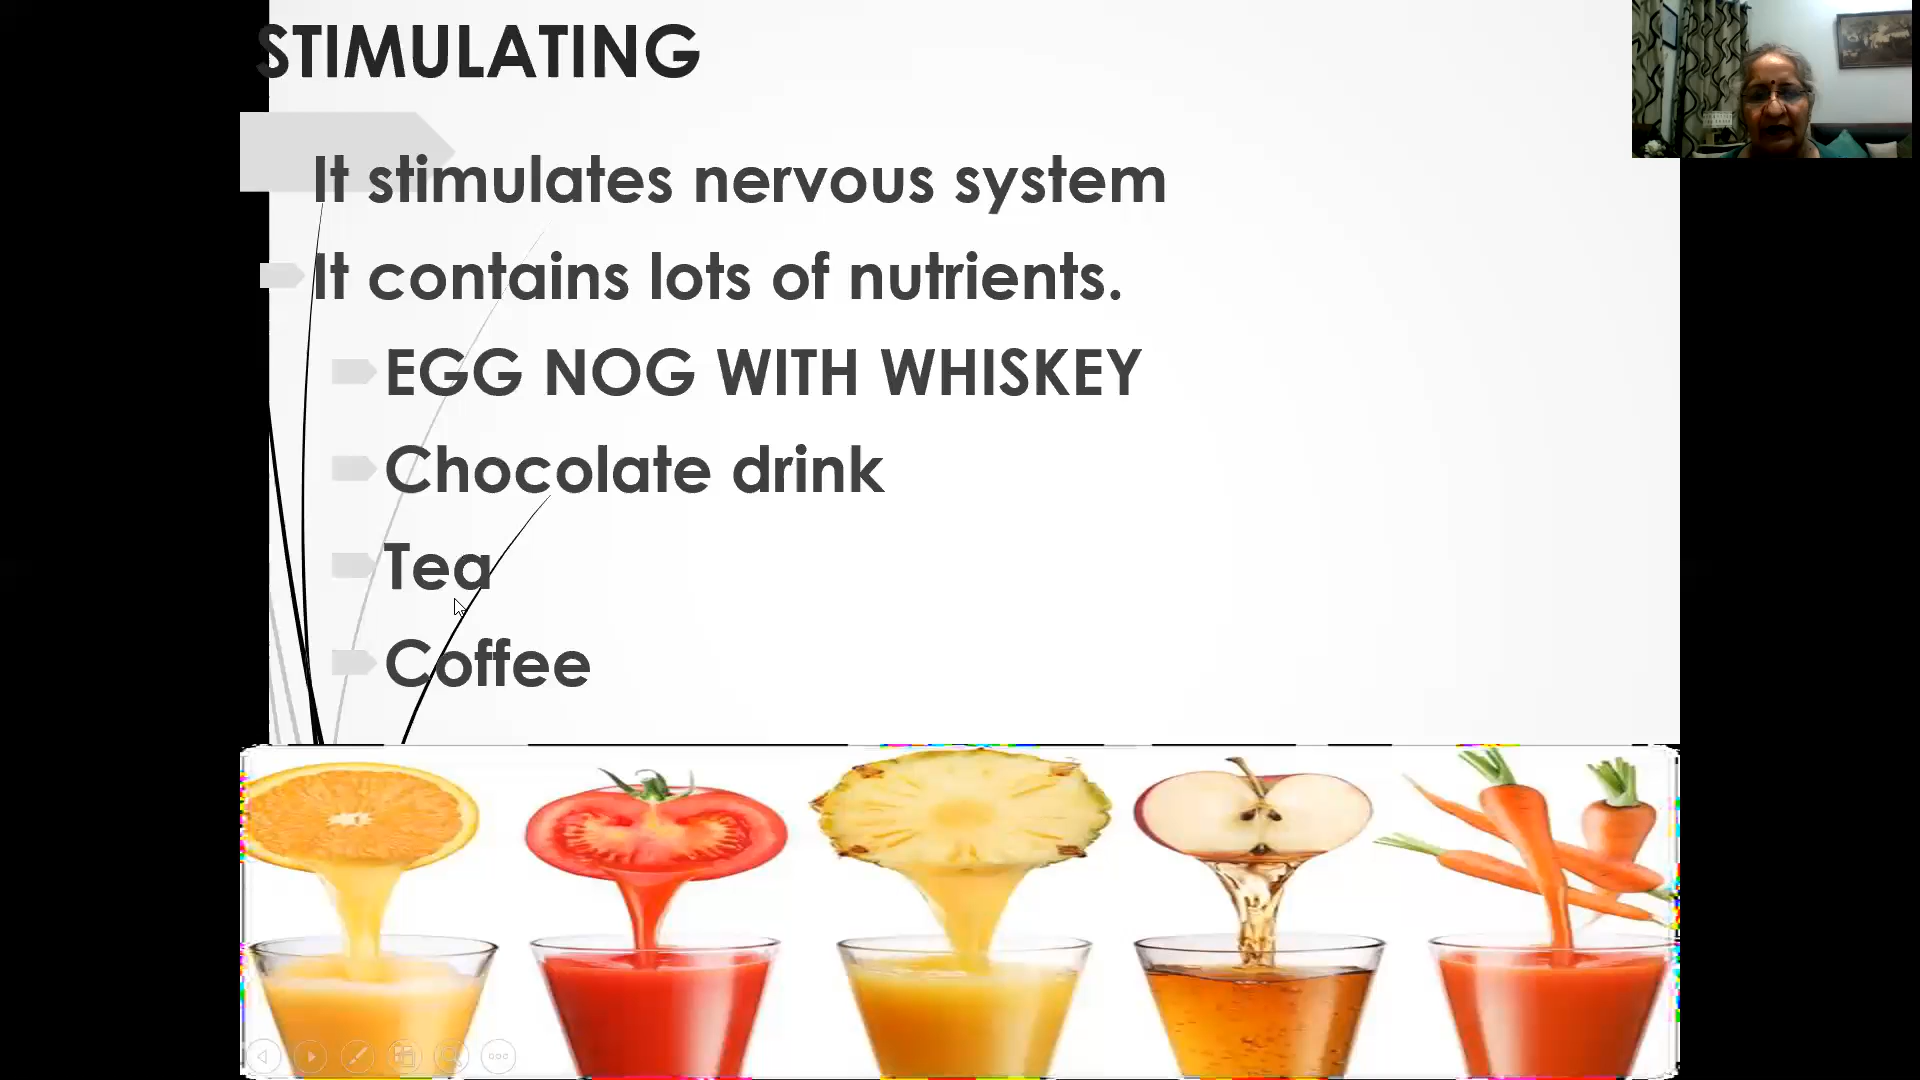 STIMULATING
It stimulates nervous system
It contains lots of nutrients.
EGG NOG WITH WHISKEY
Chocolate drink
Tea
Coffee